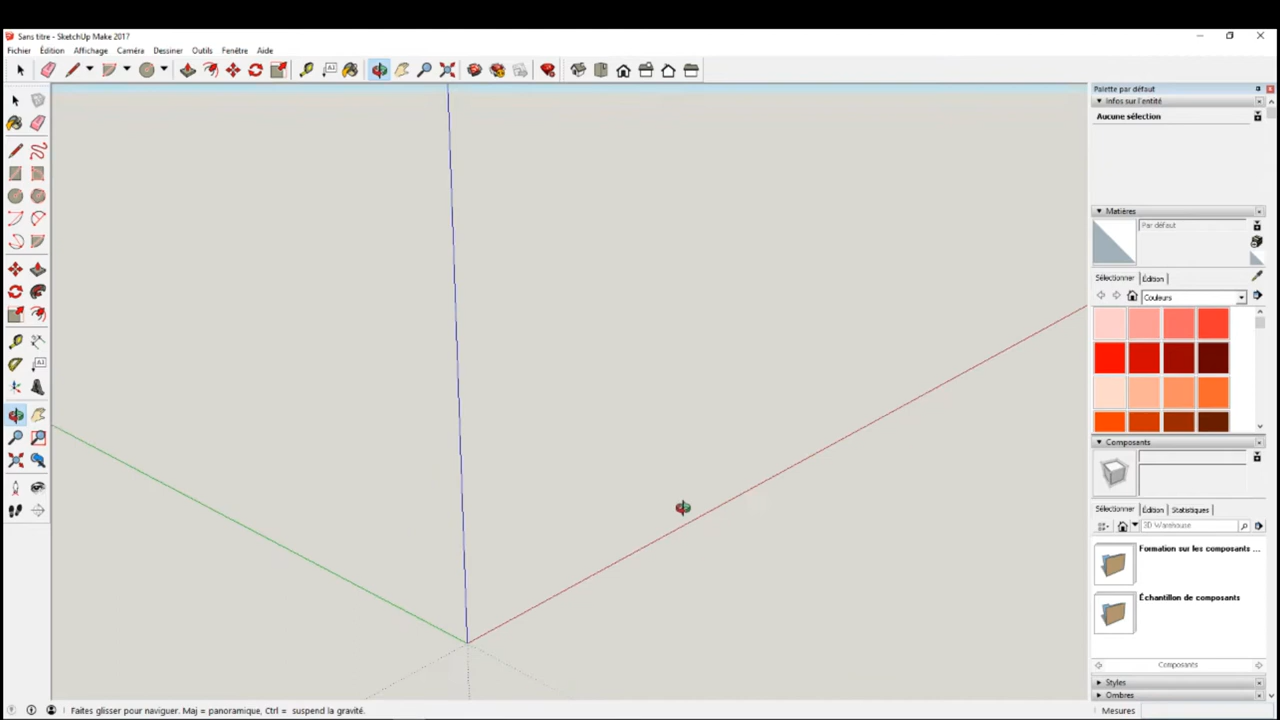 Sans titre - SketchUp Make 2017
Fichier Édition Affichage Caméra Dessiner Outils Fenêtre Aide
Palette par défaut
Infos sur l'entité
Aucune sélection
Matières
Par défaut
Sélectionner Édition
Couleurs
Composants
Sélectionner Édition Statistiques
3D Warehouse
Formation sur les composants ...
Échantillon de composants
Composants
Styles
Ombres
Faites glisser pour naviguer. Maj = panoramique, Ctrl = suspend la gravité.
Mesures